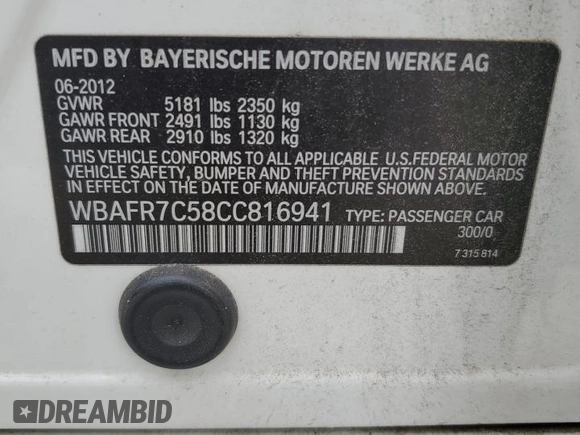 MFD BY BAYERISCHE MOTOREN WERKE AG
06-2012
GVWR 5181 lbs 2350 kg
GAWR FRONT 2491 lbs 1130 kg
GAWR REAR 2910 lbs 1320 kg
THIS VEHICLE CONFORMS TO ALL APPLICABLE U.S.FEDERAL MOTOR
VEHICLE SAFETY, BUMPER AND THEFT PREVENTION STANDARDS
IN EFFECT ON THE DATE OF MANUFACTURE SHOWN ABOVE.
WBAFR7C58CC816941 TYPE: PASSENGER CAR
300/0
7 315 814
DREAMBID